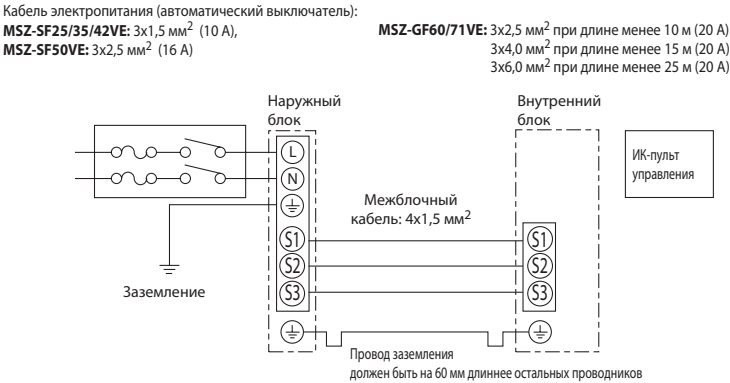 Кабель электропитания (автоматический выключатель):
MSZ-SF25/35/42VE: 3x1,5 мм² (10 А),
MSZ-SF50VE: 3x2,5 мм² (16 А)
MSZ-GF60/71VE: 3x2,5 мм² при длине менее 10 м (20 А)
3x4,0 мм² при длине менее 15 м (20 А)
3x6,0 мм² при длине менее 25 м (20 А)
Наружный
блок
Внутренний
блок
L
N
ИК-пульт
управления
Межблочный
кабель: 4x1,5 мм²
S1
S2
S3
S1
S2
S3
Заземление
Провод заземления
должен быть на 60 мм длиннее остальных проводников